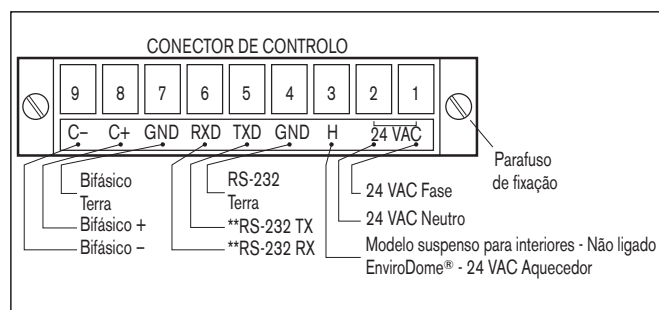 CONECTOR DE CONTROLO
9 8 7 6 5 4 3 2 1
C– C+ GND RXD TXD GND H 24 VAC
Parafuso
de fixação
Bifásico
Terra
Bifásico +
Bifásico –
RS-232
Terra
**RS-232 TX
**RS-232 RX
24 VAC Fase
24 VAC Neutro
Modelo suspenso para interiores - Não ligado
EnviroDome® - 24 VAC Aquecedor